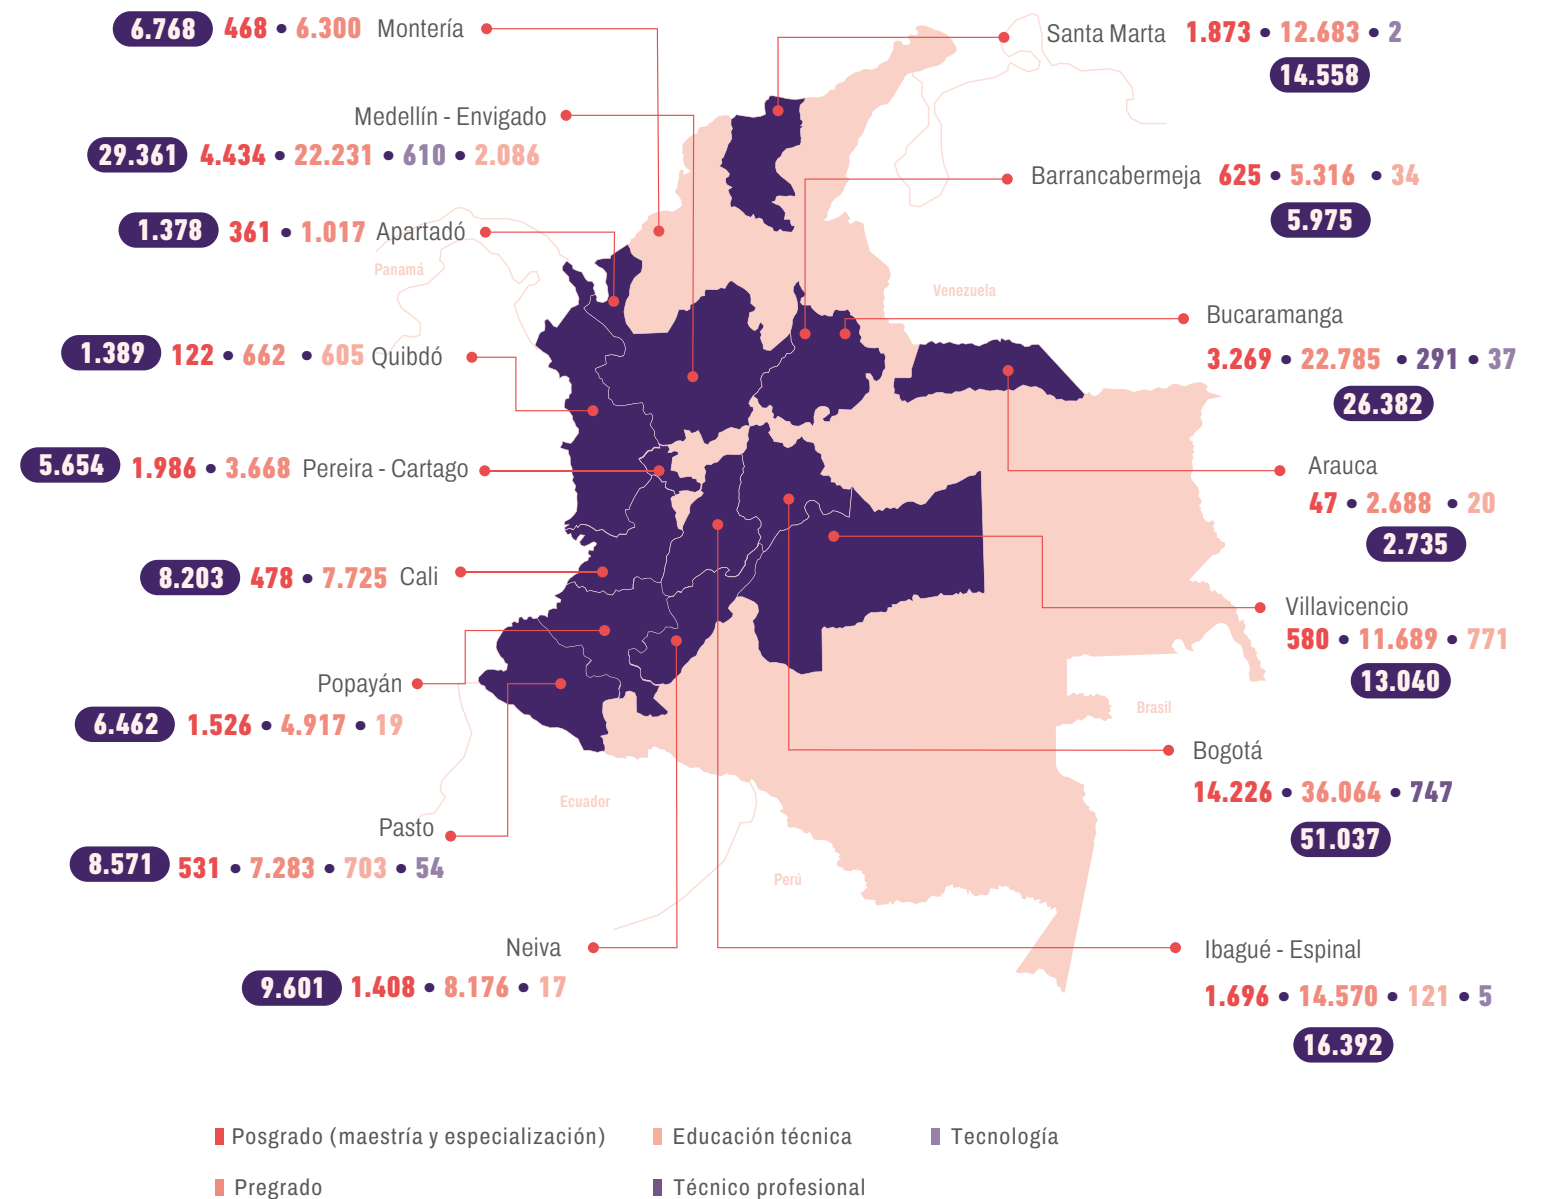 6.768 468 • 6.300 Montería
Medellín - Envigado
29.361 4.434 • 22.231 • 610 • 2.086
1.378 361 • 1.017 Apartadó
Panamá
1.389 122 • 662 • 605 Quibdó
5.654 1.986 • 3.668 Pereira - Cartago
8.203 478 • 7.725 Cali
Popayán
6.462 1.526 • 4.917 • 19
Pasto
8.571 531 • 7.283 • 703 • 54
Neiva
9.601 1.408 • 8.176 • 17
Santa Marta 1.873 • 12.683 • 2
14.558
Barrancabermeja 625 • 5.316 • 34
5.975
Venezuela
Bucaramanga
3.269 • 22.785 • 291 • 37
26.382
Arauca
47 • 2.688 • 20
2.735
Villavicencio
580 • 11.689 • 771
13.040
Brasil
Bogotá
14.226 • 36.064 • 747
51.037
Ecuador
Perú
Ibagué - Espinal
1.696 • 14.570 • 121 • 5
16.392
Posgrado (maestría y especialización)
Educación técnica
Tecnología
Pregrado
Técnico profesional